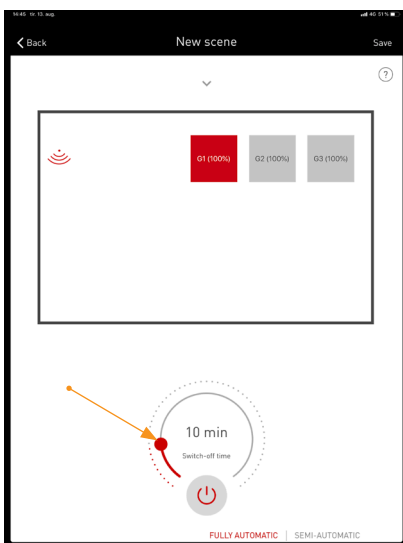 14:45 tir. 13. aug.
4G 51%
Back
New scene
Save
?
G1 (100%)
G2 (100%)
G3 (100%)
10 min
Switch-off time
FULLY AUTOMATIC | SEMI-AUTOMATIC